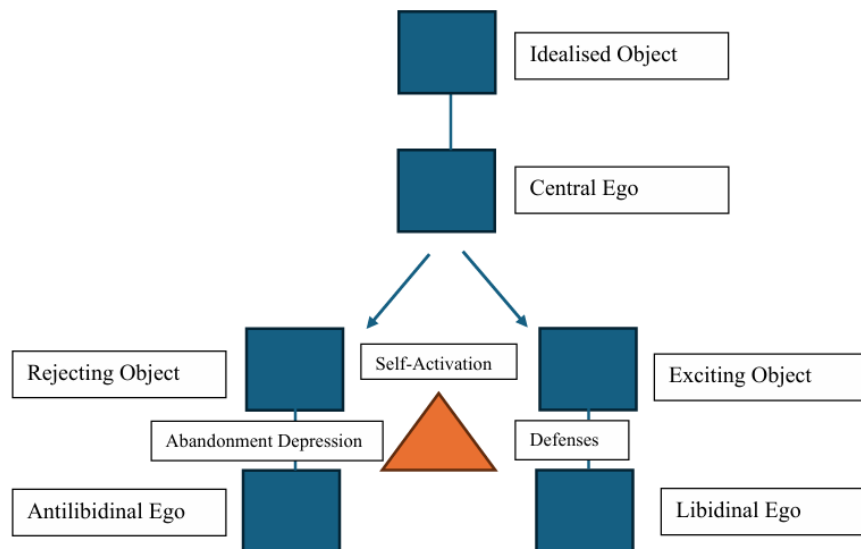 Idealised Object
Central Ego
Self-Activation
Rejecting Object
Exciting Object
Abandonment Depression
Defenses
Antilibidinal Ego
Libidinal Ego